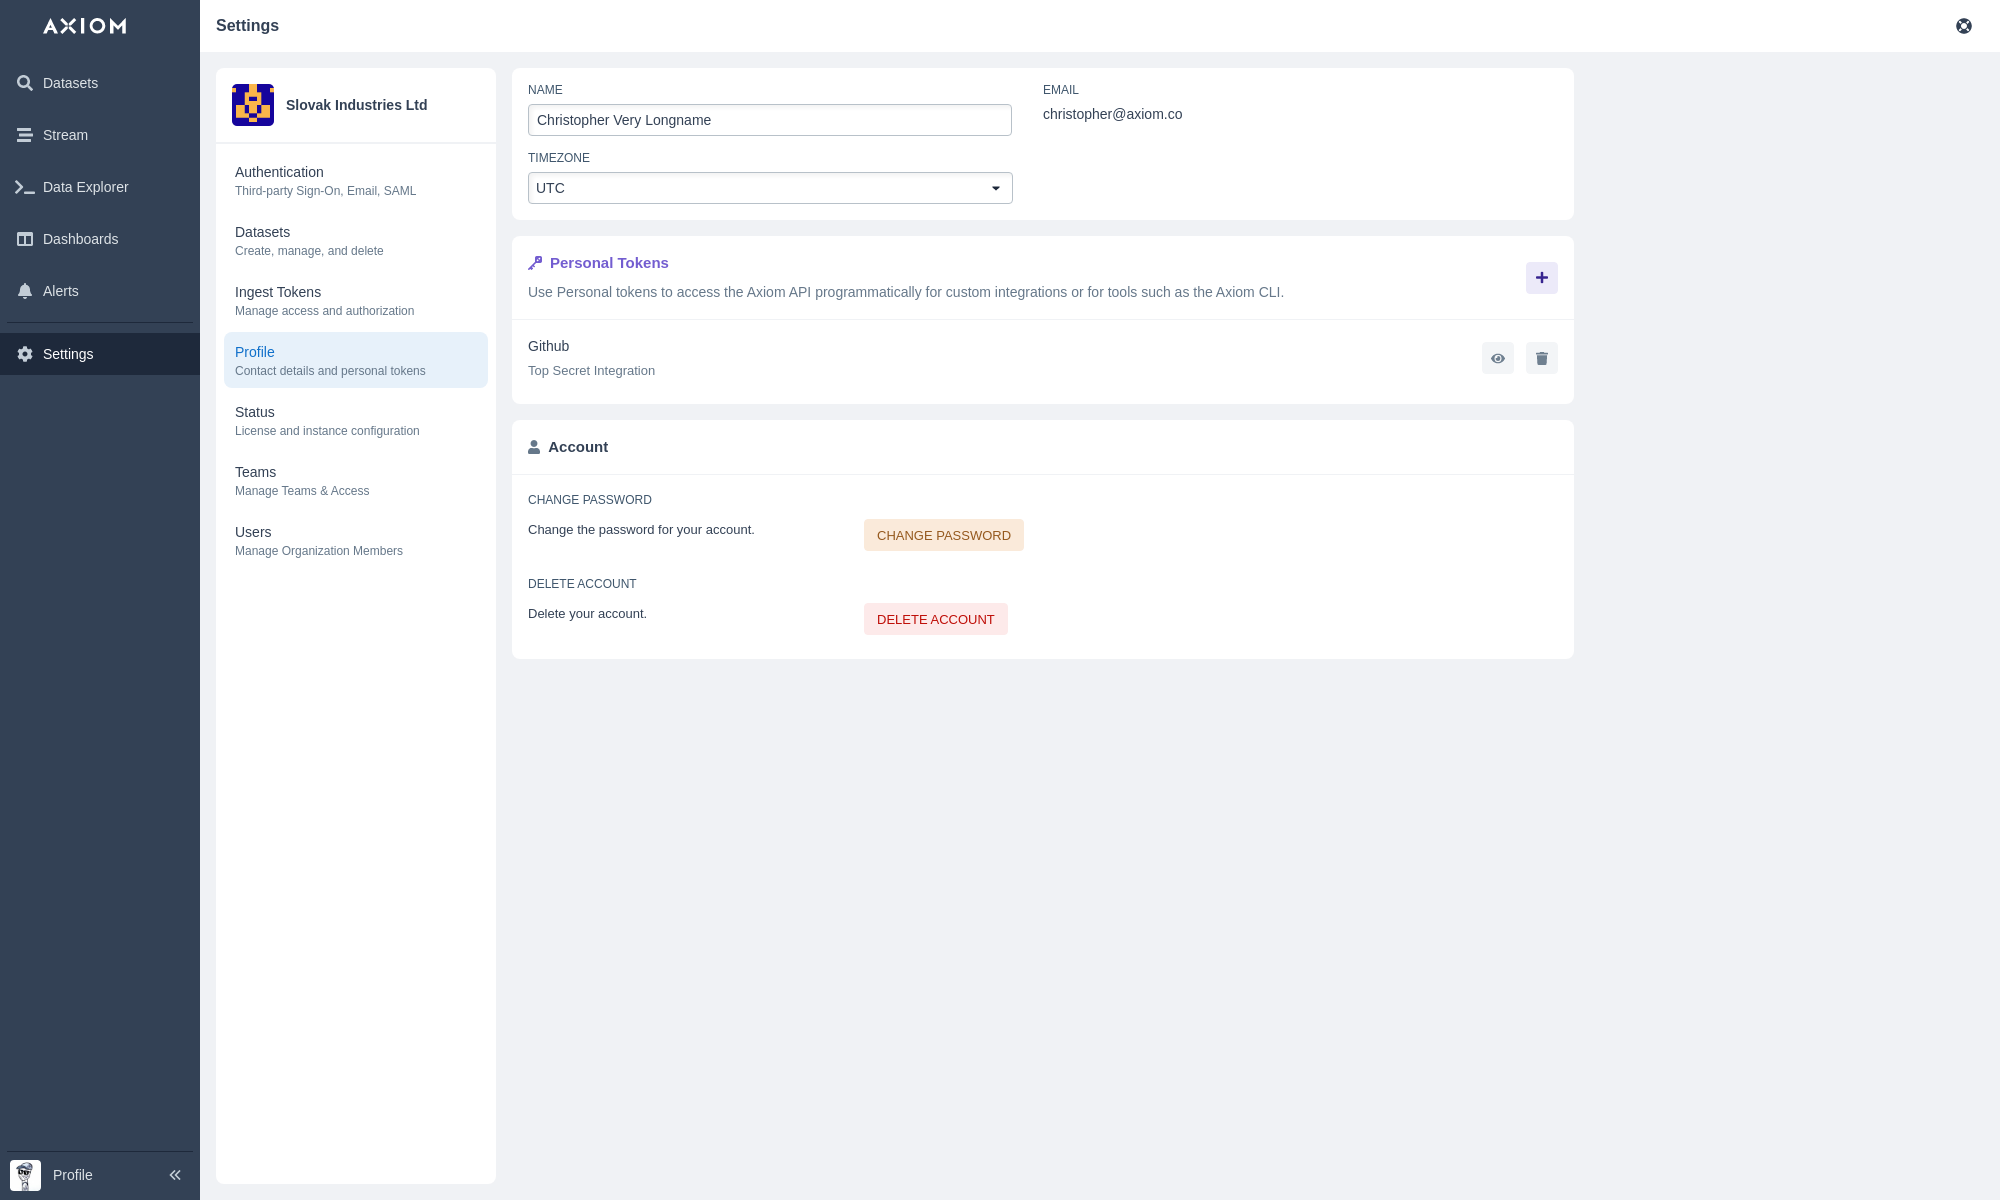 AXIOM
Settings
Datasets
Stream
Data Explorer
Dashboards
Alerts
Settings
Profile
Slovak Industries Ltd
Authentication
Third-party Sign-On, Email, SAML
Datasets
Create, manage, and delete
Ingest Tokens
Manage access and authorization
Profile
Contact details and personal tokens
Status
License and instance configuration
Teams
Manage Teams & Access
Users
Manage Organization Members
NAME
Christopher Very Longname
EMAIL
christopher@axiom.co
TIMEZONE
UTC
Personal Tokens
Use Personal tokens to access the Axiom API programmatically for custom integrations or for tools such as the Axiom CLI.
Github
Top Secret Integration
Account
CHANGE PASSWORD
Change the password for your account.
CHANGE PASSWORD
DELETE ACCOUNT
Delete your account.
DELETE ACCOUNT